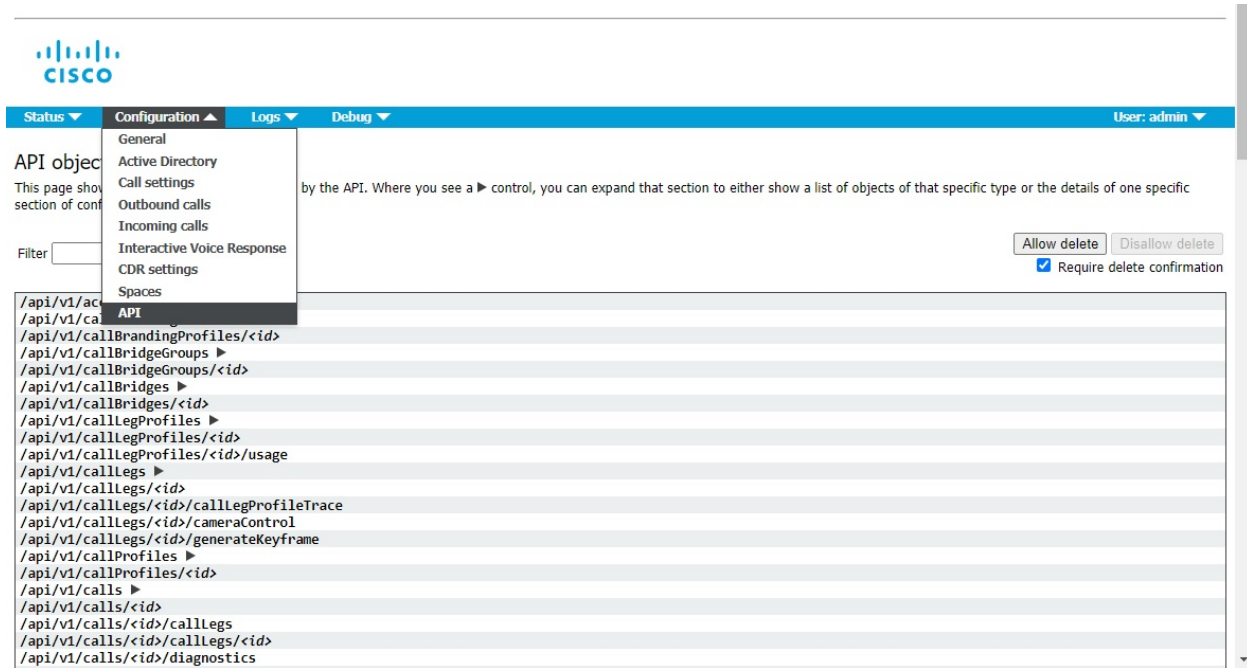 CISCO
Status ▼ Configuration ▲ Logs ▼ Debug ▼ User: admin ▼
General
Active Directory
Call settings
Outbound calls
Incoming calls
Interactive Voice Response
CDR settings
Spaces
API
API objec
This page sho by the API. Where you see a ► control, you can expand that section to either show a list of objects of that specific type or the details of one specific
section of conf
Filter
Allow delete Disallow delete
Require delete confirmation
/api/v1/ac
/api/v1/ca
/api/v1/callBrandingProfiles/<id>
/api/v1/callBridgeGroups ►
/api/v1/callBridgeGroups/<id>
/api/v1/callBridges ►
/api/v1/callBridges/<id>
/api/v1/callLegProfiles ►
/api/v1/callLegProfiles/<id>
/api/v1/callLegProfiles/<id>/usage
/api/v1/callLegs ►
/api/v1/callLegs/<id>
/api/v1/callLegs/<id>/callLegProfileTrace
/api/v1/callLegs/<id>/cameraControl
/api/v1/callLegs/<id>/generateKeyframe
/api/v1/callProfiles ►
/api/v1/callProfiles/<id>
/api/v1/calls ►
/api/v1/calls/<id>
/api/v1/calls/<id>/callLegs
/api/v1/calls/<id>/callLegs/<id>
/api/v1/calls/<id>/diagnostics